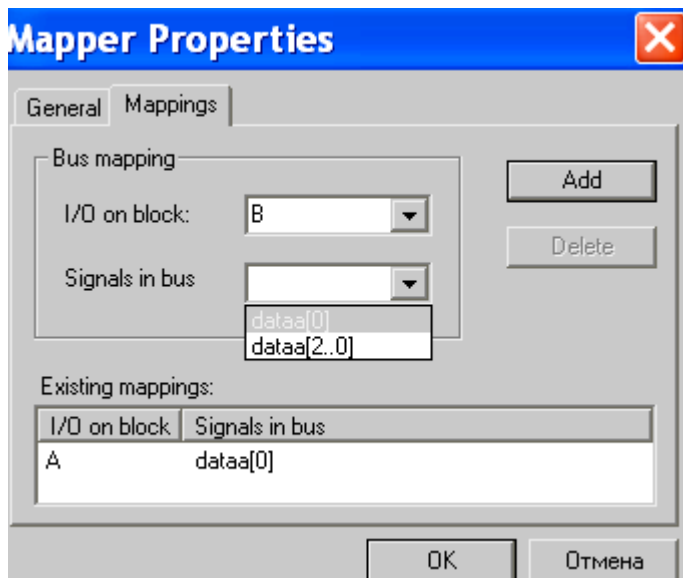 Mapper Properties
General Mappings
Bus mapping
I/O on block: B
Add
Signals in bus
Delete
dataa[0]
dataa[2..0]
Existing mappings:
I/O on block Signals in bus
A dataa[0]
OK Отмена